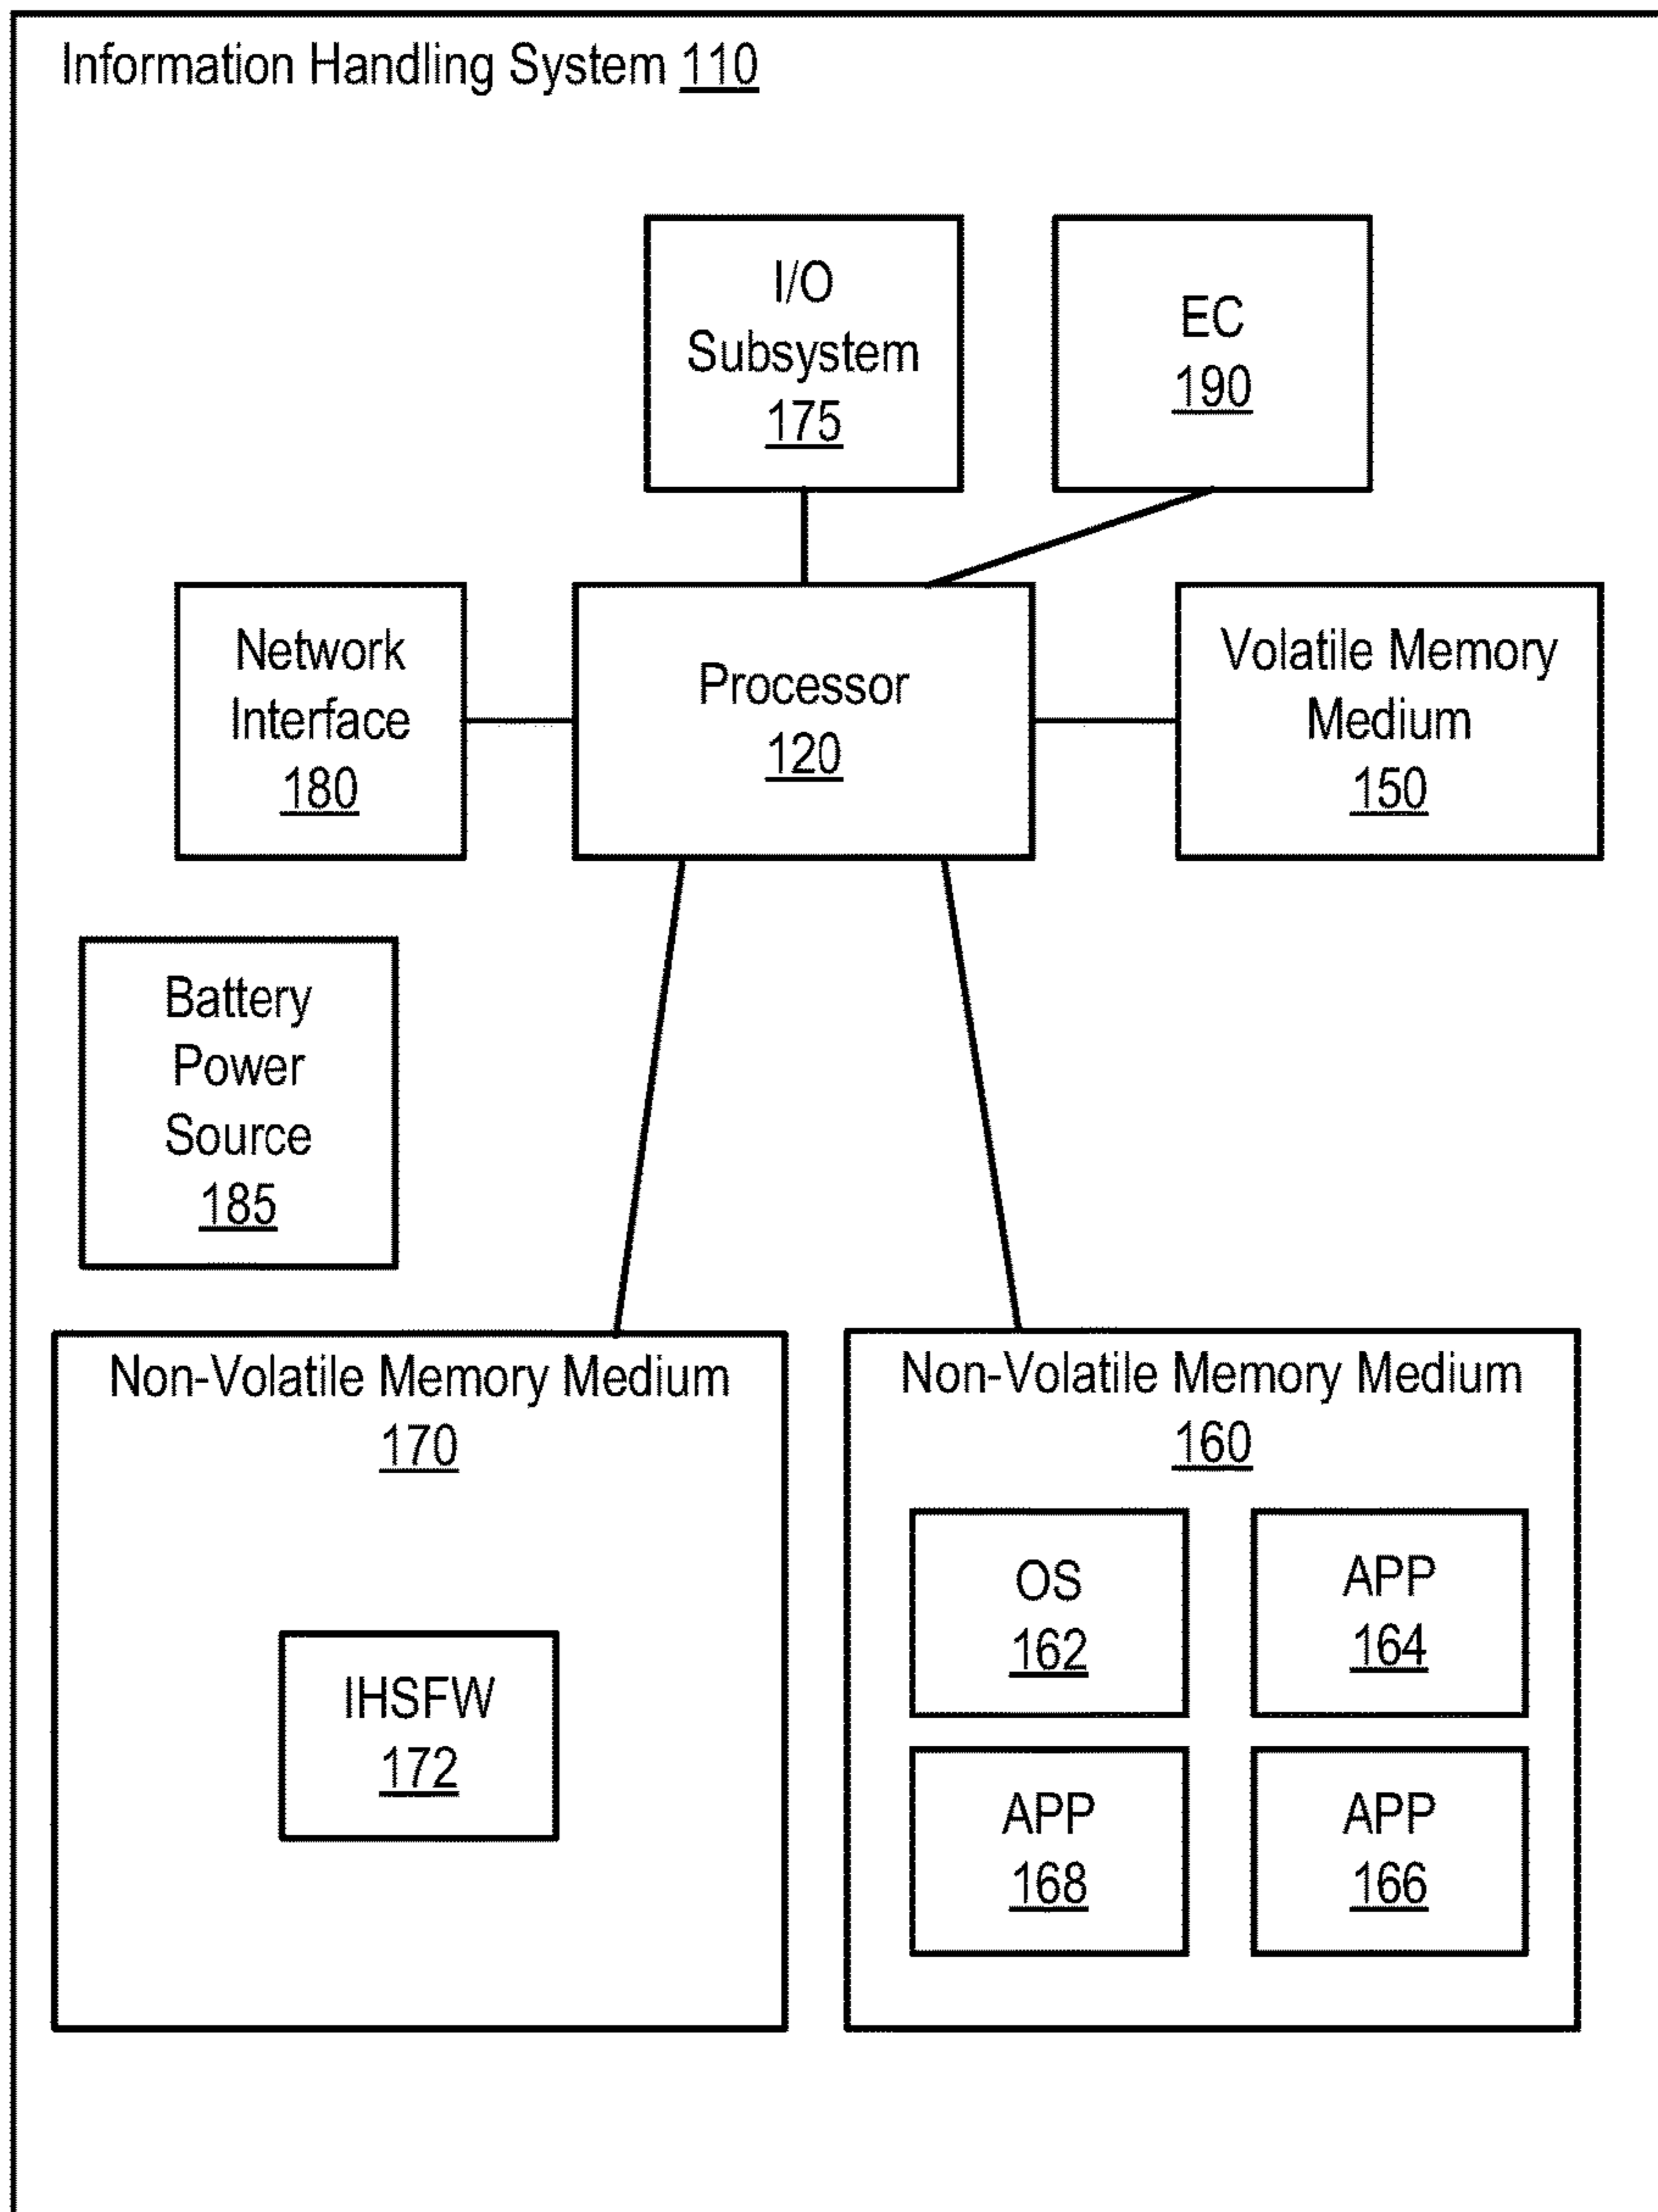 Information Handling System 110
I/O
Subsystem
175
EC
190
Network
Interface
180
Processor
120
Volatile Memory
Medium
150
Battery
Power
Source
185
Non-Volatile Memory Medium
170
IHSFW
172
Non-Volatile Memory Medium
160
OS
162
APP
164
APP
168
APP
166